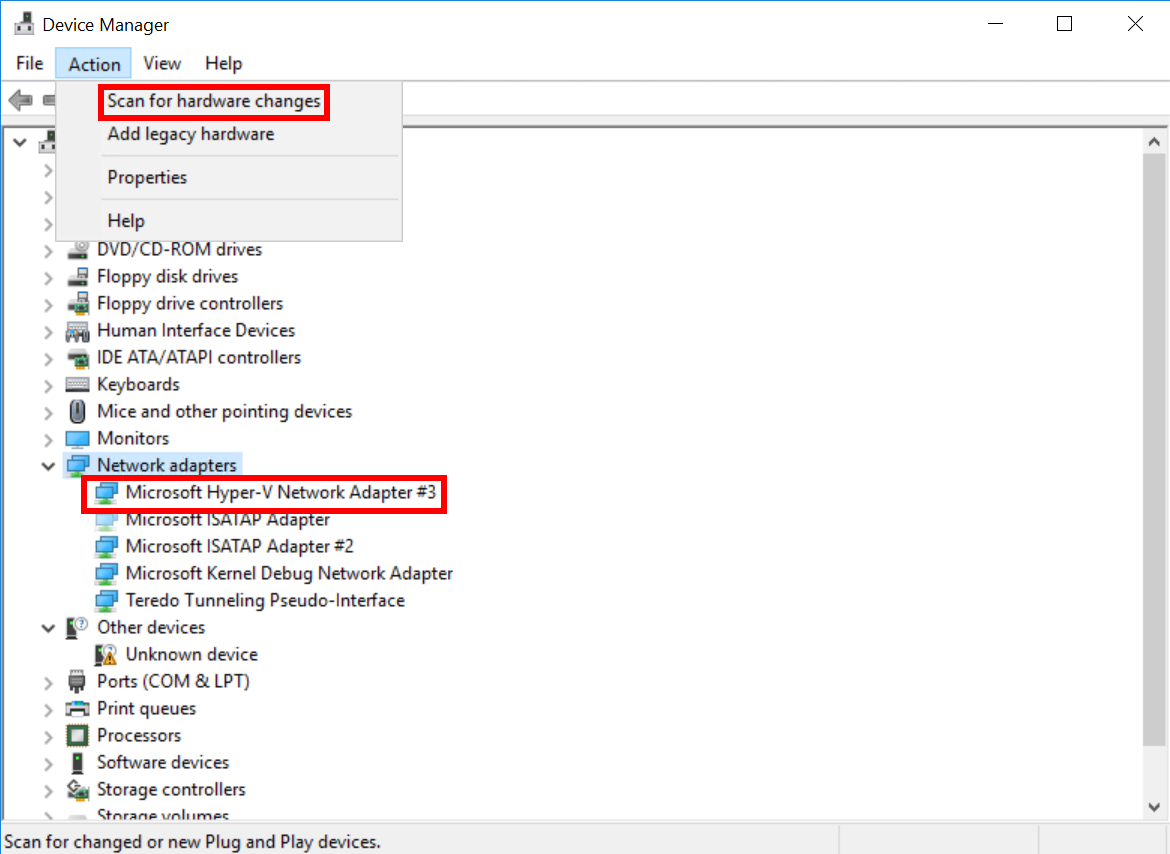 Device Manager
File Action View Help
Scan for hardware changes
Add legacy hardware
Properties
Help
DVD/CD-ROM drives
Floppy disk drives
Floppy drive controllers
Human Interface Devices
IDE ATA/ATAPI controllers
Keyboards
Mice and other pointing devices
Monitors
Network adapters
Microsoft Hyper-V Network Adapter #3
Microsoft ISATAP Adapter
Microsoft ISATAP Adapter #2
Microsoft Kernel Debug Network Adapter
Teredo Tunneling Pseudo-Interface
Other devices
Unknown device
Ports (COM & LPT)
Print queues
Processors
Software devices
Storage controllers
Storage volumes
Scan for changed or new Plug and Play devices.